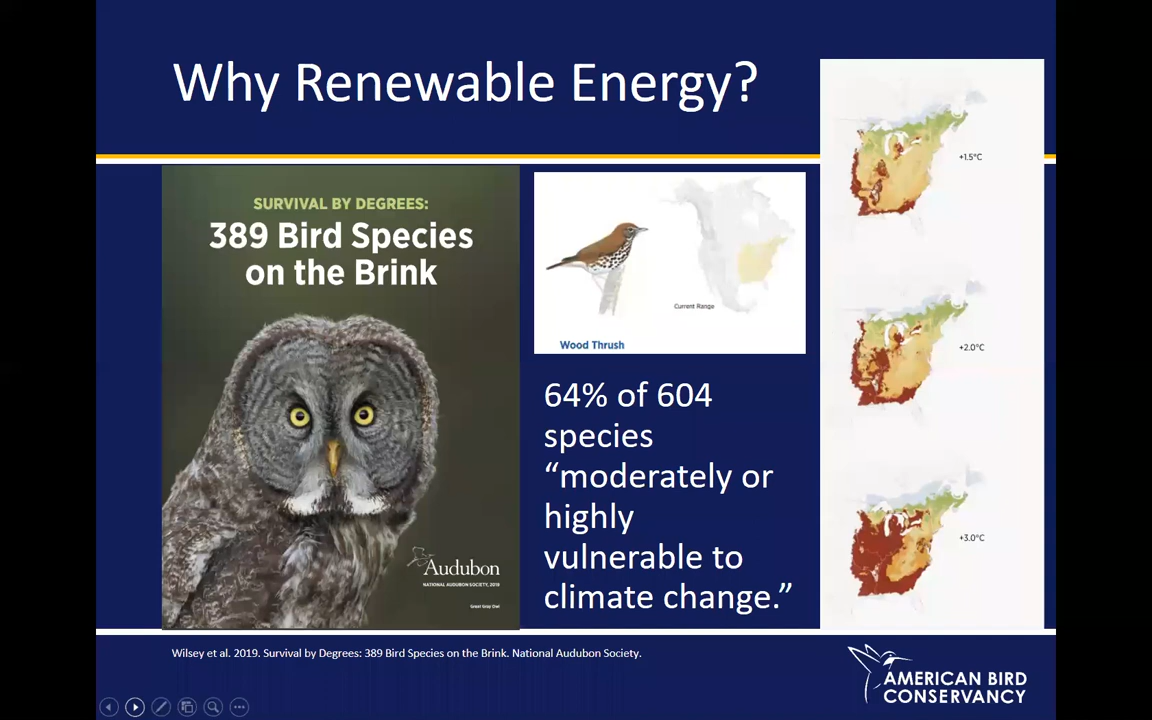 Why Renewable Energy?
SURVIVAL BY DEGREES:
389 Bird Species
on the Brink
Audubon
NATIONAL AUDUBON SOCIETY, 2019
Great Gray Owl
Current Range
Wood Thrush
64% of 604
species
“moderately or
highly
vulnerable to
climate change.”
+1.5°C
+2.0°C
+3.0°C
Wilsey et al. 2019. Survival by Degrees: 389 Bird Species on the Brink. National Audubon Society.
AMERICAN BIRD
CONSERVANCY